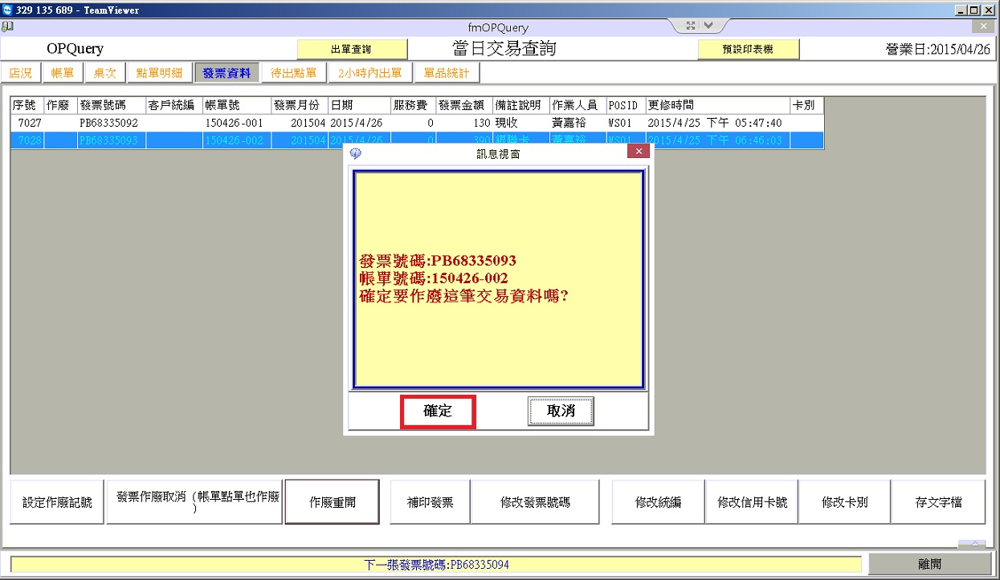 329 135 689 - TeamViewer
fmOPQuery
OPQuery 出單查詢 當日交易查詢 預設印表機 營業日:2015/04/26
店況 帳單 桌次 點單明細 發票資料 待出點單 2小時內出單 單品統計
序號 作廢 發票號碼 客戶統編 帳單號 發票月份 日期 服務費 發票金額 備註說明 作業人員 POSID 更修時間 卡別
7027 PB68335092 150426-001 201504 2015/4/26 0 130 現收 黃嘉裕 WS01 2015/4/25 下午 05:47:40
7028 PB68335093 150426-002 201504 2015/4/26 0 390 銀聯卡 黃嘉裕 WS01 2015/4/25 下午 06:46:03
訊息視窗
發票號碼:PB68335093
帳單號碼:150426-002
確定要作廢這筆交易資料嗎?
確定 取消
設定作廢記號 發票作廢取消 (帳單點單也作廢
) 作廢重開 補印發票 修改發票號碼 修改統編 修改信用卡號 修改卡別 存文字檔
下一張發票號碼:PB68335094 離開